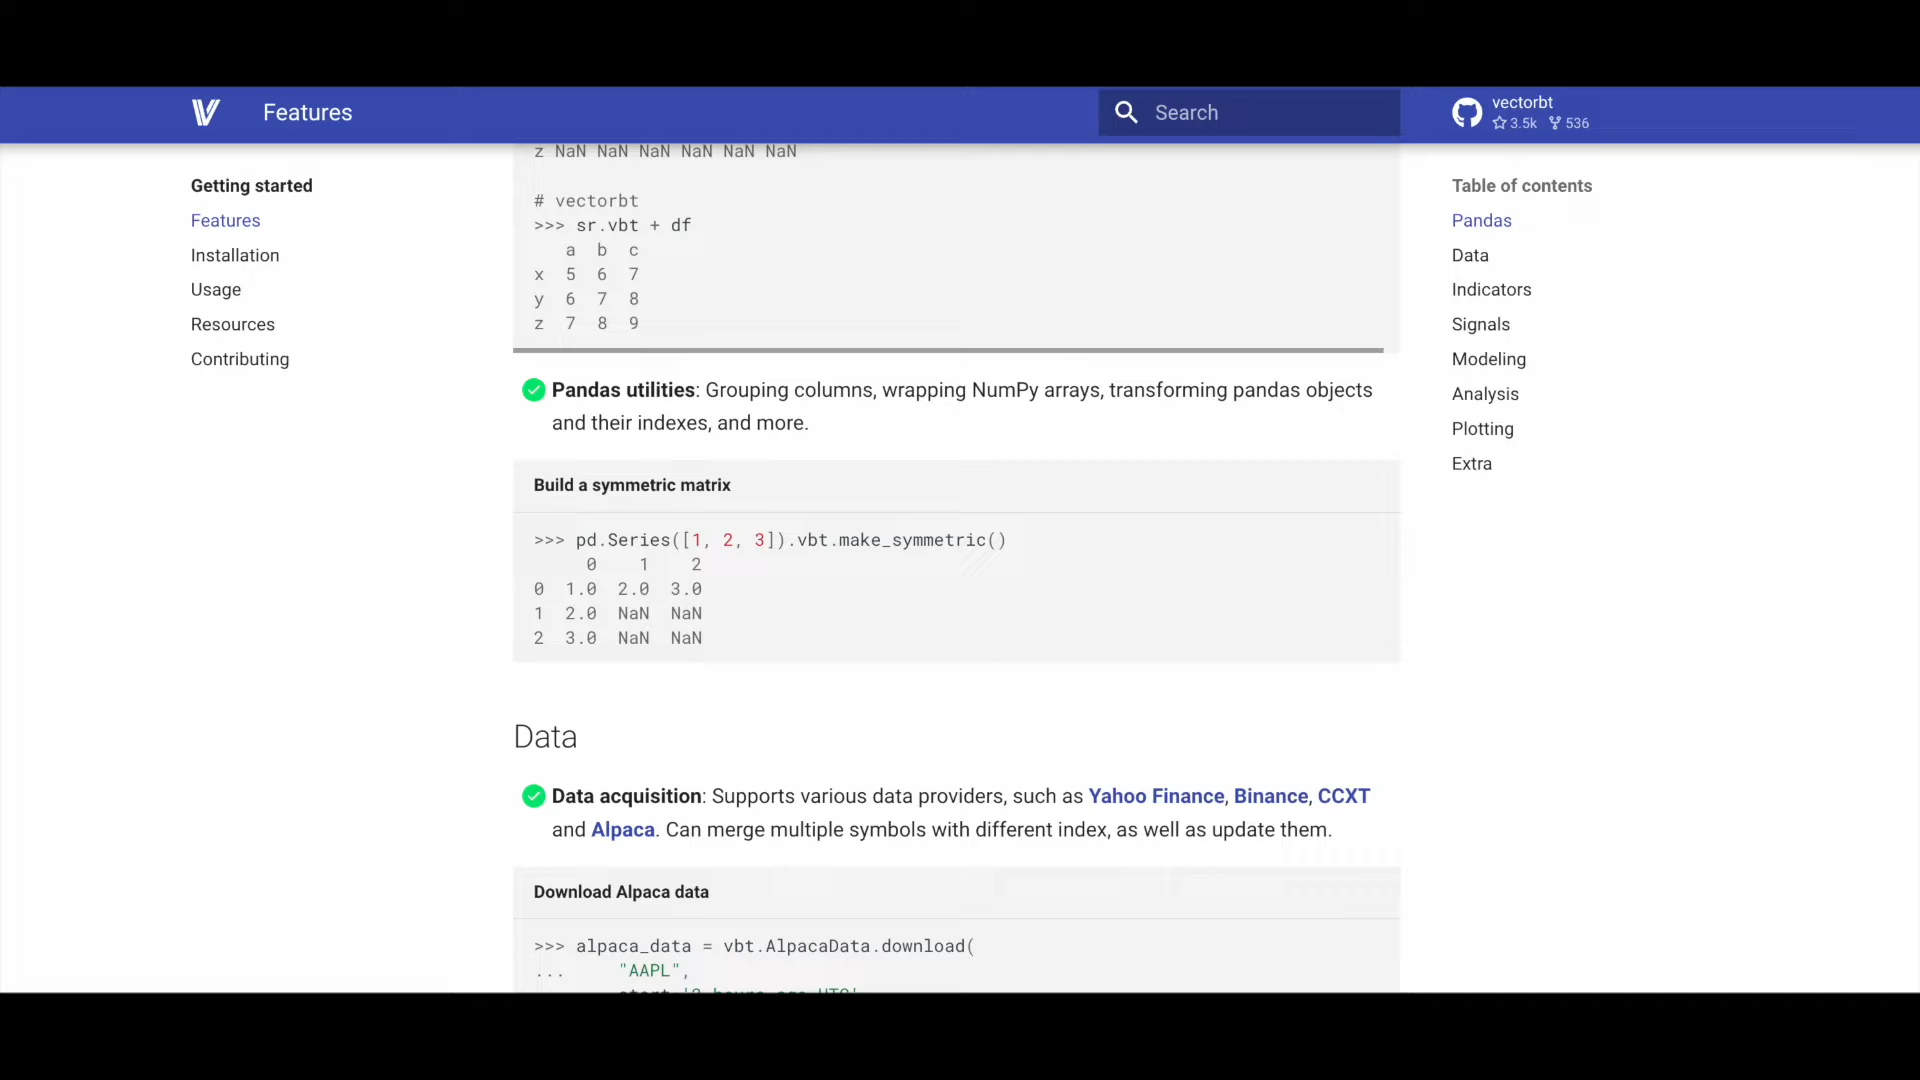 Features
Search
vectorbt
3.5k 536
Getting started
Features
Installation
Usage
Resources
Contributing
z NaN NaN NaN NaN NaN NaN
# vectorbt
>>> sr.vbt + df
a b c
x 5 6 7
y 6 7 8
z 7 8 9
Pandas utilities: Grouping columns, wrapping NumPy arrays, transforming pandas objects
and their indexes, and more.
Build a symmetric matrix
>>> pd.Series([1, 2, 3]).vbt.make_symmetric()
0 1 2
0 1.0 2.0 3.0
1 2.0 NaN NaN
2 3.0 NaN NaN
Data
Data acquisition: Supports various data providers, such as Yahoo Finance, Binance, CCXT
and Alpaca. Can merge multiple symbols with different index, as well as update them.
Download Alpaca data
>>> alpaca_data = vbt.AlpacaData.download(
... "AAPL",
Table of contents
Pandas
Data
Indicators
Signals
Modeling
Analysis
Plotting
Extra